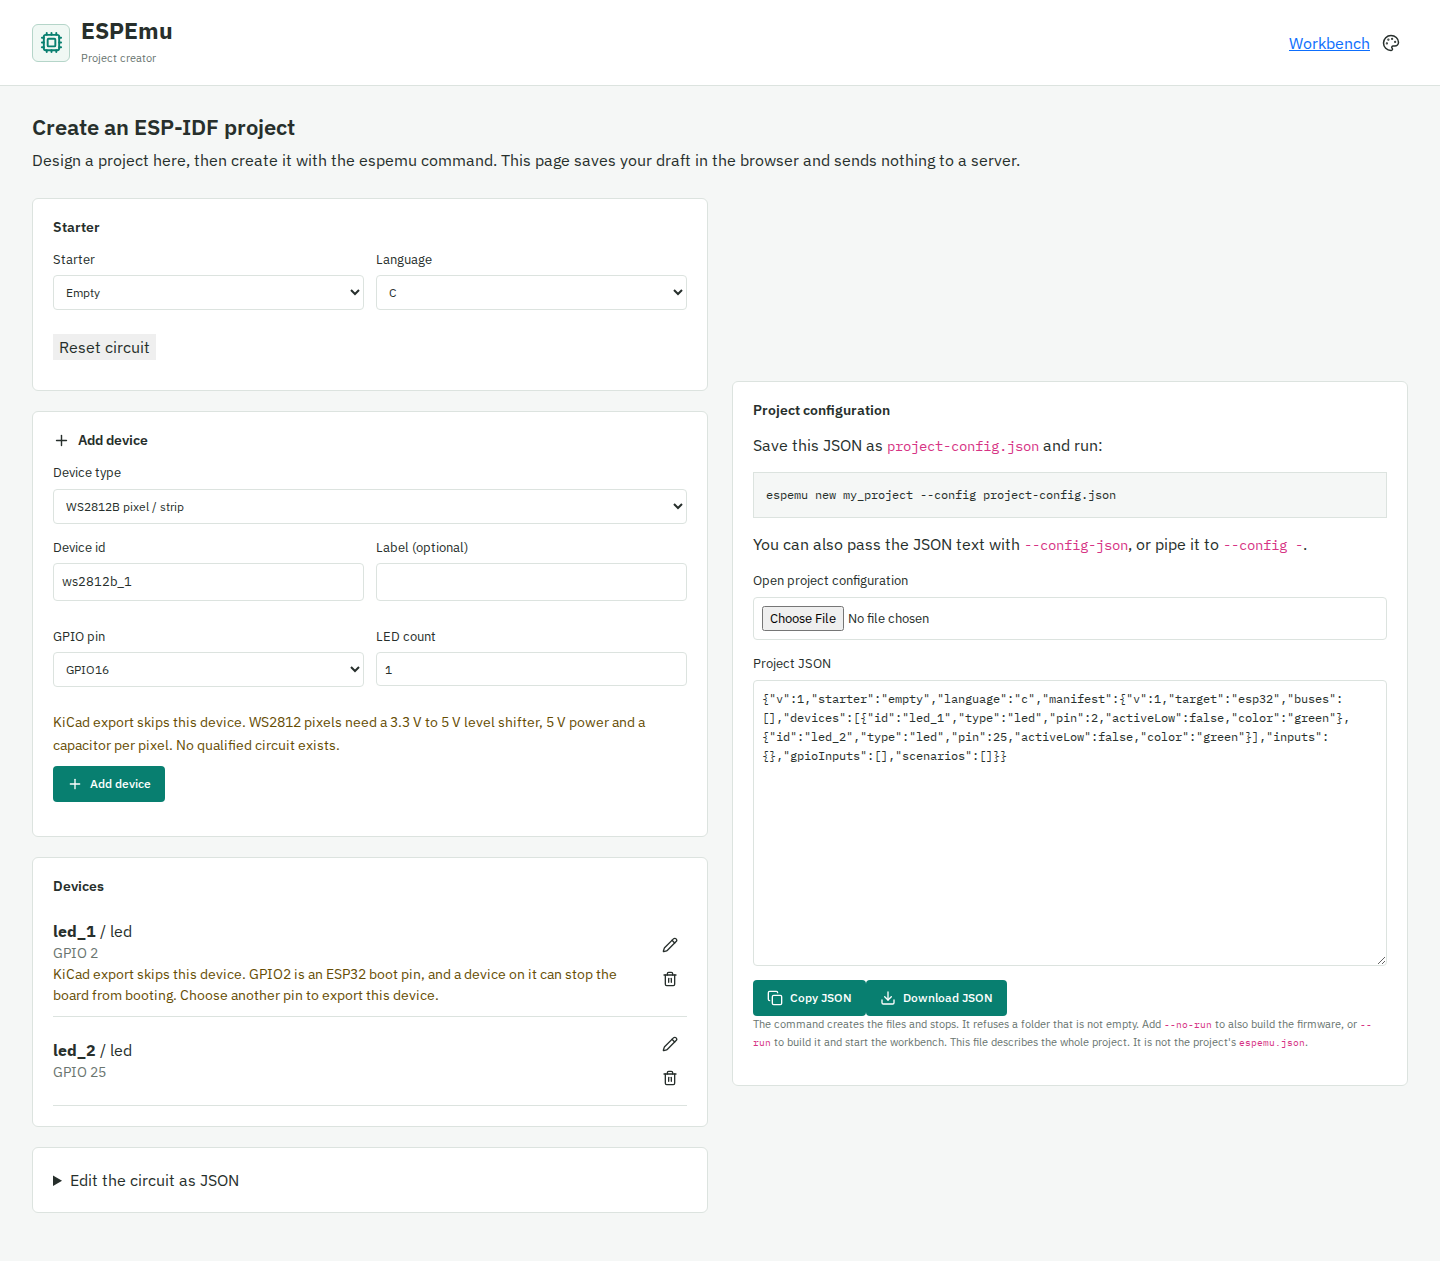 ESPEmu
Project creator
Workbench
Create an ESP-IDF project
Design a project here, then create it with the espemu command. This page saves your draft in the browser and sends nothing to a server.
Starter
Starter
Language
Empty
C
Reset circuit
Add device
Device type
WS2812B pixel / strip
Device id
Label (optional)
ws2812b_1
GPIO pin
LED count
GPIO16
1
KiCad export skips this device. WS2812 pixels need a 3.3 V to 5 V level shifter, 5 V power and a
capacitor per pixel. No qualified circuit exists.
Add device
Devices
led_1 / led
GPIO 2
KiCad export skips this device. GPIO2 is an ESP32 boot pin, and a device on it can stop the
board from booting. Choose another pin to export this device.
led_2 / led
GPIO 25
Edit the circuit as JSON
Project configuration
Save this JSON as project-config.json and run:
espemu new my_project --config project-config.json
You can also pass the JSON text with --config-json, or pipe it to --config -.
Open project configuration
Choose File No file chosen
Project JSON
{"v":1,"starter":"empty","language":"c","manifest":{"v":1,"target":"esp32","buses":
[],"devices":[{"id":"led_1","type":"led","pin":2,"activeLow":false,"color":"green"},
{"id":"led_2","type":"led","pin":25,"activeLow":false,"color":"green"}],"inputs":
{},"gpioInputs":[],"scenarios":[]}}
Copy JSON
Download JSON
The command creates the files and stops. It refuses a folder that is not empty. Add --no-run to also build the firmware, or --
run to build it and start the workbench. This file describes the whole project. It is not the project's espemu.json.